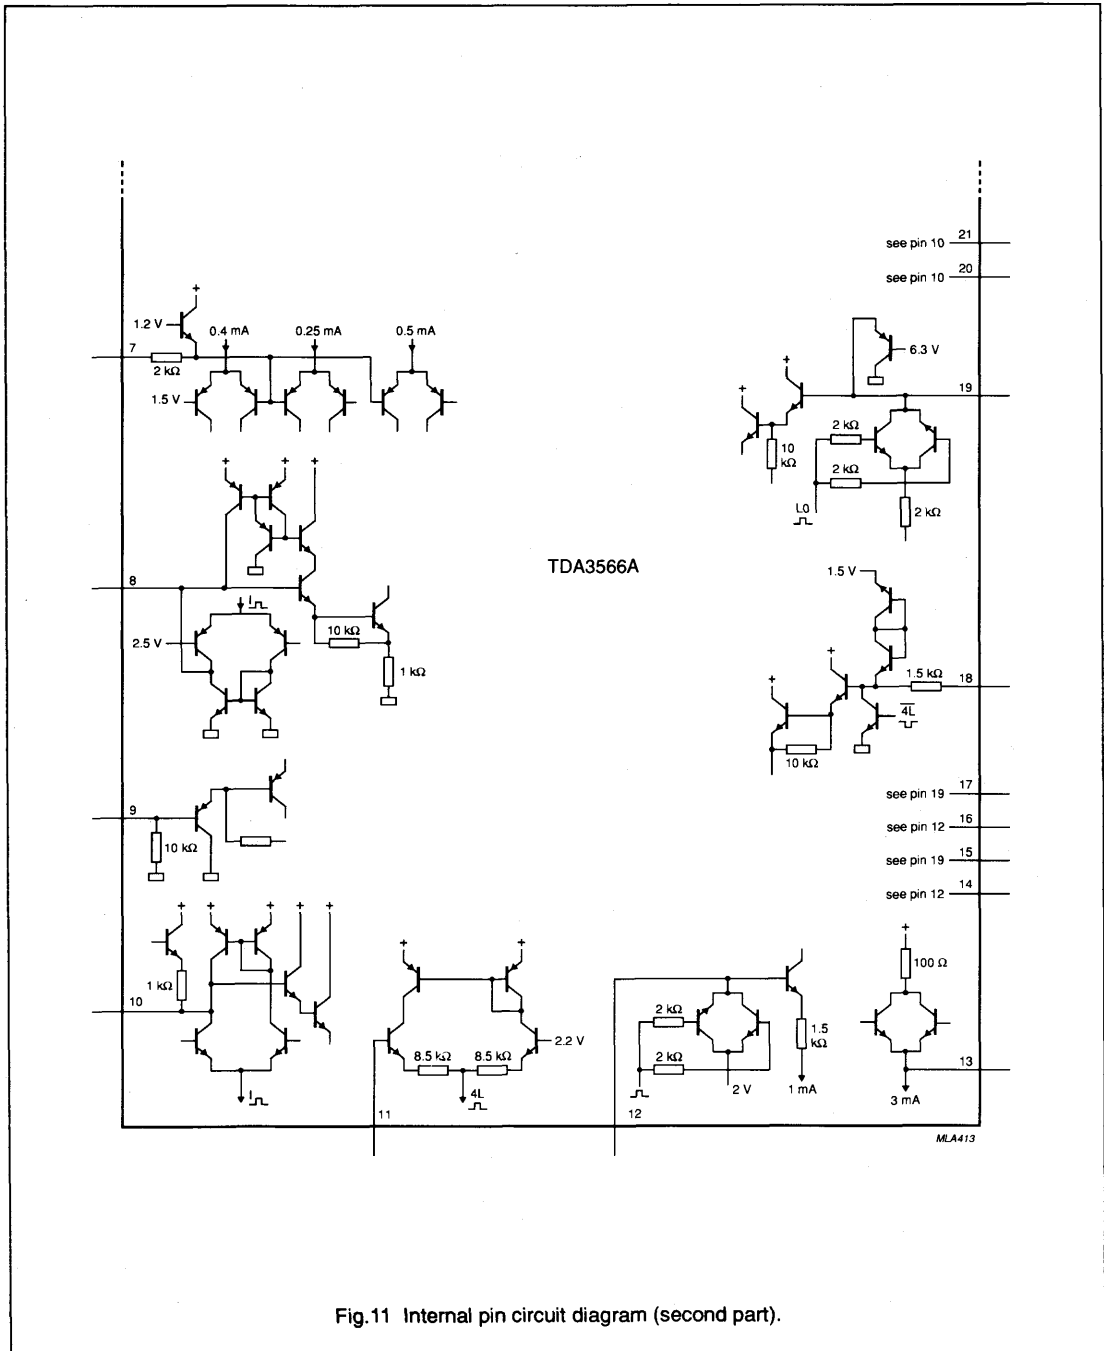 see pin 10 21
see pin 10 20
+
1.2 V
0.4 mA 0.25 mA 0.5 mA
7
2 kΩ
1.5 V
+
6.3 V
+
19
2 kΩ
10 kΩ
2 kΩ
L0
2 kΩ
+ + +
8
I
2.5 V
10 kΩ
1 kΩ
TDA3566A
1.5 V
+
+
1.5 kΩ
18
4L
10 kΩ
9
10 kΩ
see pin 19 17
see pin 12 16
see pin 19 15
see pin 12 14
+ + + + +
1 kΩ
10
I
+ +
2.2 V
8.5 kΩ 8.5 kΩ
4L
11
2 kΩ
2 kΩ
2 V
1.5 kΩ
1 mA
12
+
100 Ω
13
3 mA
MLA413
Fig.11 Internal pin circuit diagram (second part).